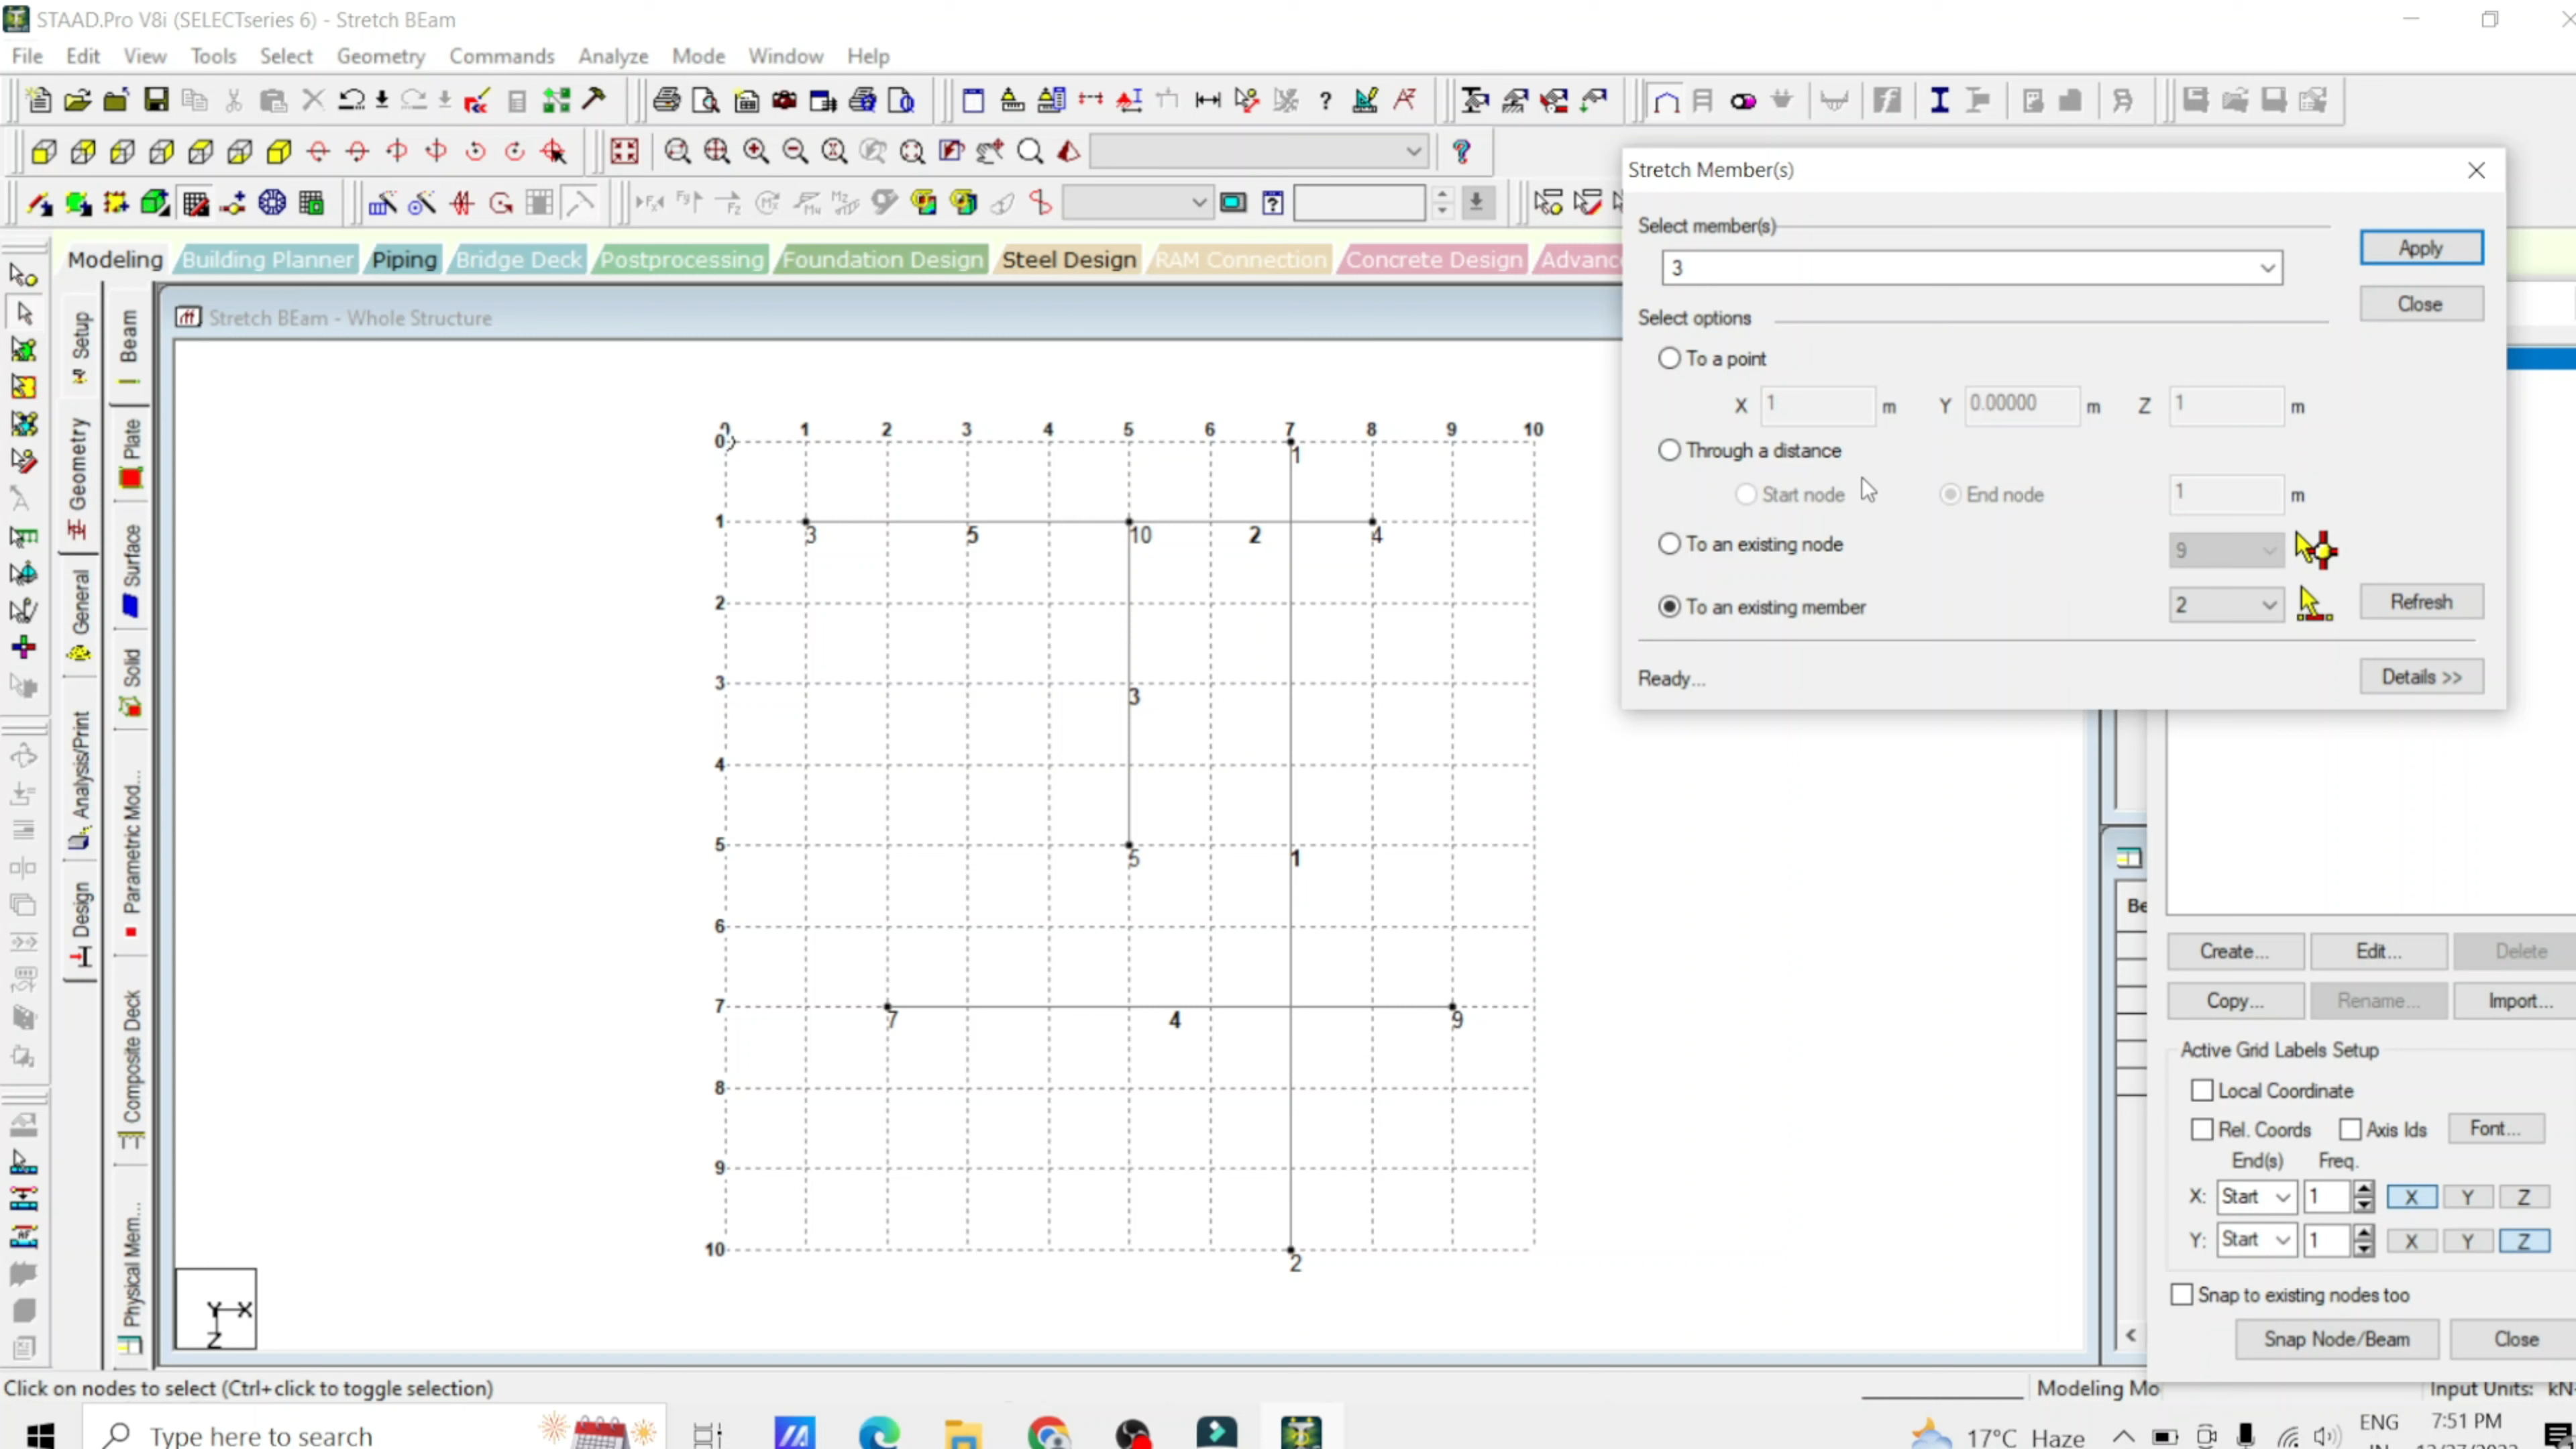 STAAD.Pro V8i (SELECTseries 6) - Stretch BEam
File Edit View Tools Select Geometry Commands Analyze Mode Window Help
Modeling Building Planner Piping Bridge Deck Postprocessing Foundation Design Steel Design RAM Connection Concrete Design Advanc
Setup
Geometry
General
Analysis/Print
Design
Beam
Plate
Surface
Solid
Parametric Mod...
Composite Deck
Physical Mem...
Stretch BEam - Whole Structure
0 1 2 3 4 5 6 7 8 9 10
0
1
1
3 5 10 2 4
2
3
3
4
5
5
1
6
7
7 4 9
8
9
10
2
Y X
Z
Stretch Member(s)
Select member(s)
3
Apply
Close
Select options
To a point
X 1 m Y 0.00000 m Z 1 m
Through a distance
Start node End node 1 m
To an existing node 9
To an existing member 2 Refresh
Ready...
Details >>
Be
Create... Edit... Delete
Copy... Rename... Import...
Active Grid Labels Setup
Local Coordinate
Rel. Coords Axis Ids Font...
End(s) Freq.
X: Start 1 X Y Z
Y: Start 1 X Y Z
Snap to existing nodes too
Snap Node/Beam Close
Click on nodes to select (Ctrl+click to toggle selection)
Modeling Mo
Input Units: kN-
Type here to search
17°C Haze
ENG
7:51 PM